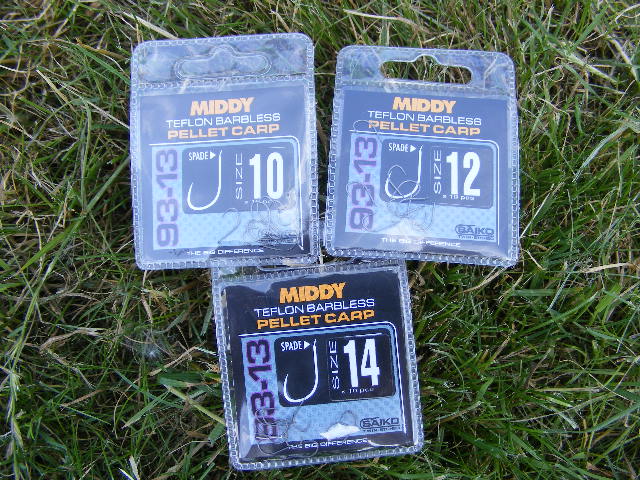 MIDDY
TEFLON BARBLESS
PELLET CARP
93-13
SPADE
SIZE 10
THE BIG DIFFERENCE
MIDDY
TEFLON BARBLESS
PELLET CARP
93-13
SPADE
SIZE 12
x 10 pcs
THE BIG DIFFERENCE
SAIKO
MIDDY
TEFLON BARBLESS
PELLET CARP
93-13
SPADE
SIZE 14
x 10 pcs
THE BIG DIFFERENCE
SAIKO